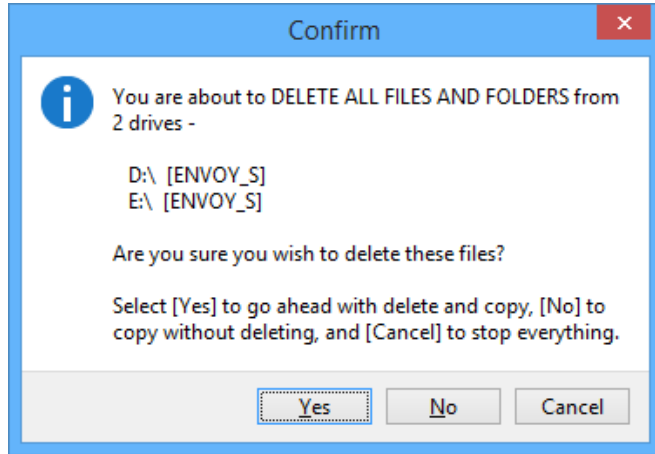 Confirm
You are about to DELETE ALL FILES AND FOLDERS from
2 drives -
D:\ [ENVOY_S]
E:\ [ENVOY_S]
Are you sure you wish to delete these files?
Select [Yes] to go ahead with delete and copy, [No] to
copy without deleting, and [Cancel] to stop everything.
Yes No Cancel